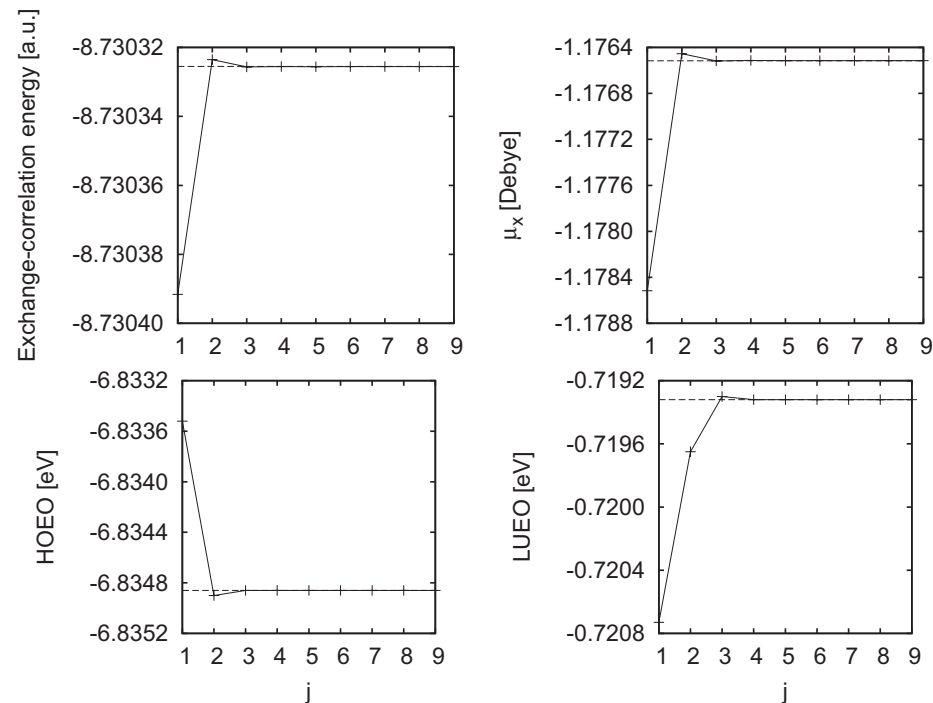 Exchange-correlation energy [a.u.]
-8.73032
-8.73034
-8.73036
-8.73038
-8.73040
1 2 3 4 5 6 7 8 9
μx [Debye]
-1.1764
-1.1768
-1.1772
-1.1776
-1.1780
-1.1784
-1.1788
1 2 3 4 5 6 7 8 9
HOEO [eV]
-6.8332
-6.8336
-6.8340
-6.8344
-6.8348
-6.8352
1 2 3 4 5 6 7 8 9
j
LUEO [eV]
-0.7192
-0.7196
-0.7200
-0.7204
-0.7208
1 2 3 4 5 6 7 8 9
j